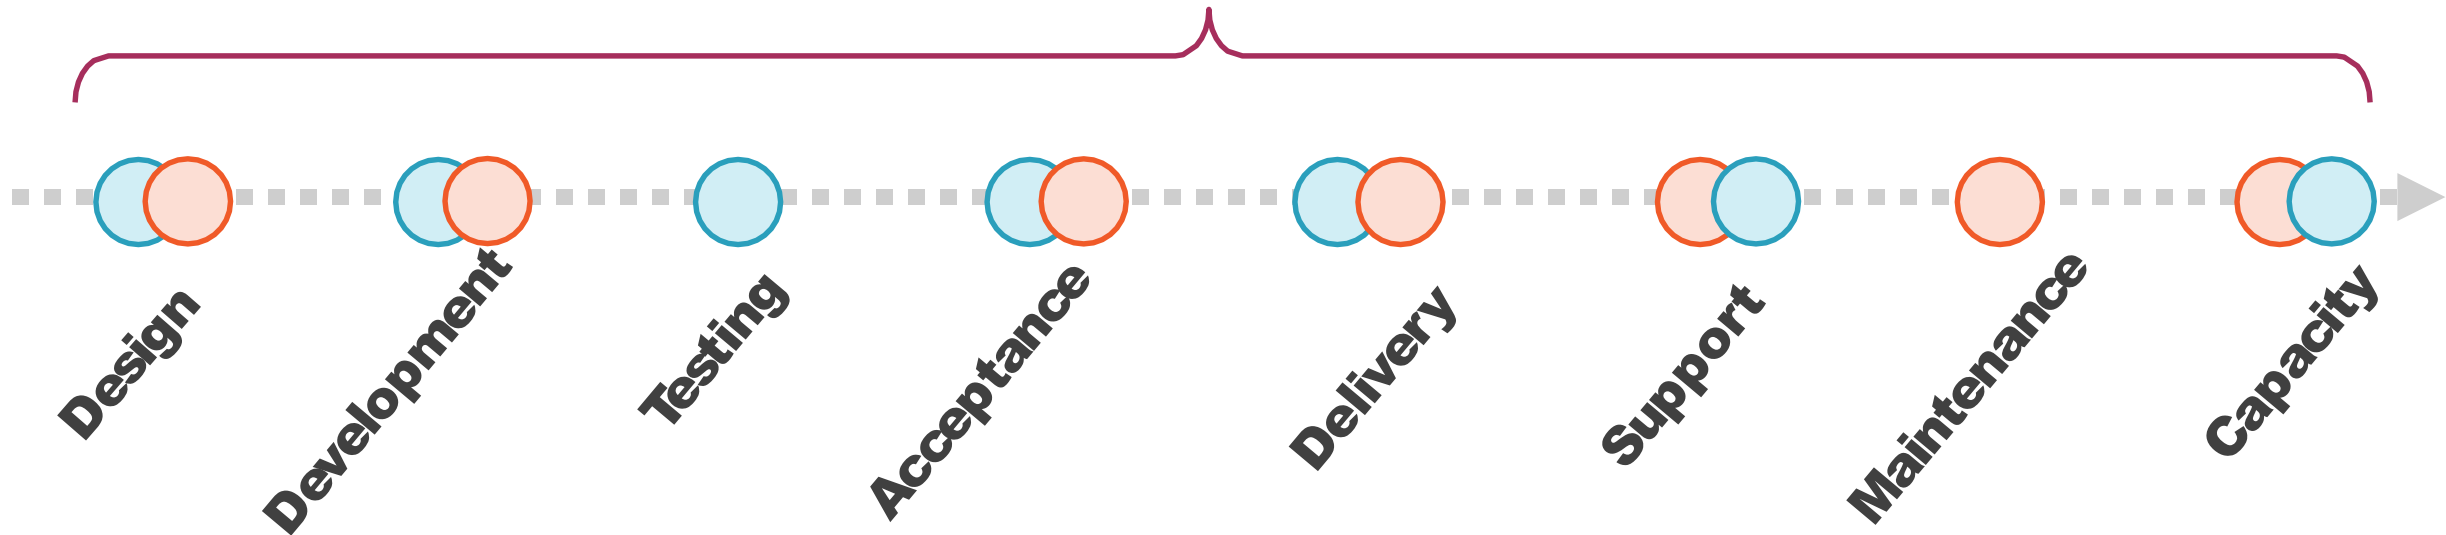 Design
Development
Testing
Acceptance
Delivery
Support
Maintenance
Capacity